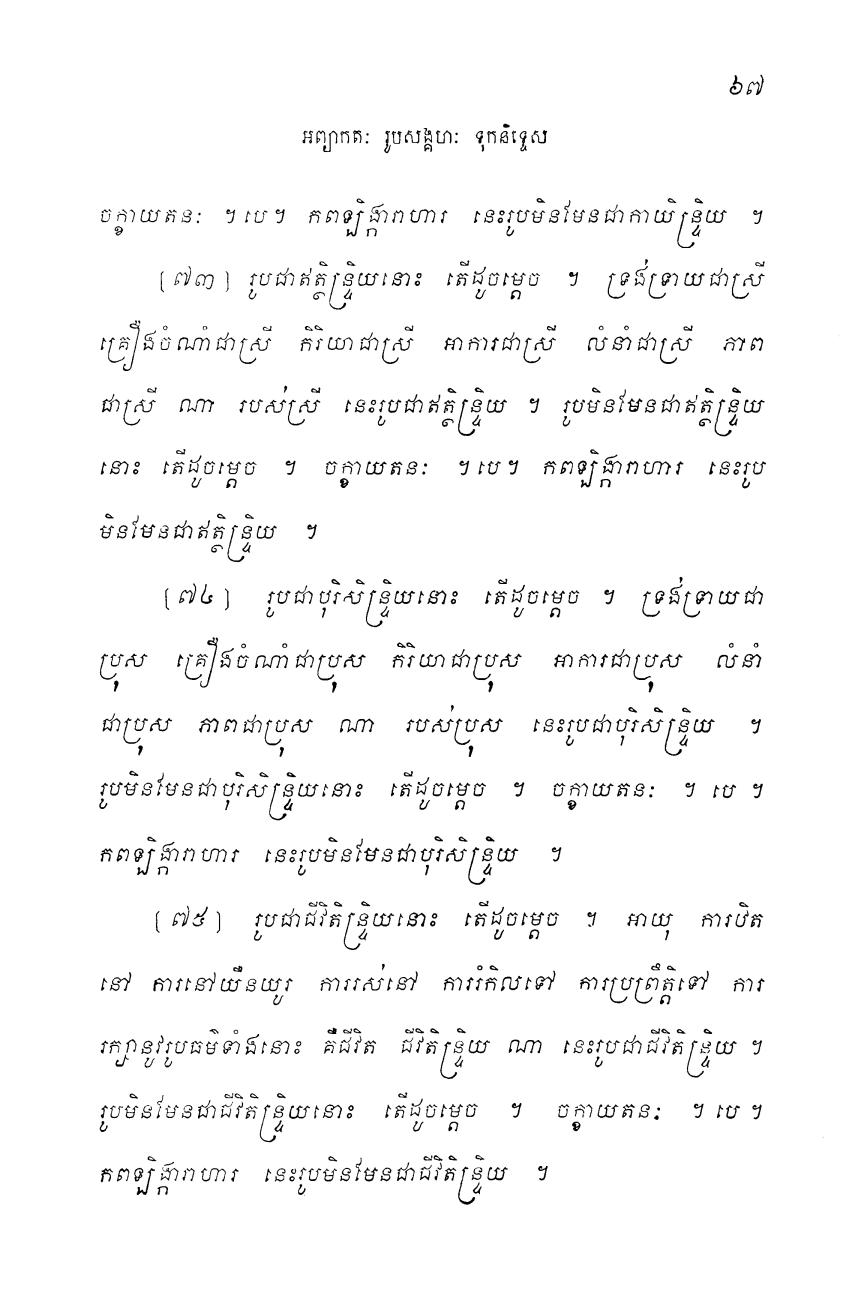 ៦៧
អព្យាកតៈ រូបសង្គហៈ ទុកនិទ្ទេស
ចក្ខាយតនៈ ។ បេ ។ កពឡិង្ការាហារ នេះរូបមិនមែនជាកាយិន្ទ្រិយ ។
[៧៣] រូបជាឥត្ថិន្ទ្រិយនោះ តើដូចម្តេច ។ ទ្រង់ទ្រាយជាស្រី
គ្រឿងចំណាំជាស្រី កិរិយាជាស្រី អាការជាស្រី លំនាំជាស្រី ភាព
ជាស្រី ណា របស់ស្រី នេះរូបជាឥត្ថិន្ទ្រិយ ។ រូបមិនមែនជាឥត្ថិន្ទ្រិយ
នោះ តើដូចម្តេច ។ ចក្ខាយតនៈ ។ បេ ។ កពឡិង្ការាហារ នេះរូប
មិនមែនជាឥត្ថិន្ទ្រិយ ។
[៧៤] រូបជាបុរិសិន្ទ្រិយនោះ តើដូចម្តេច ។ ទ្រង់ទ្រាយជា
ប្រុស គ្រឿងចំណាំជាប្រុស កិរិយាជាប្រុស អាការជាប្រុស លំនាំ
ជាប្រុស ភាពជាប្រុស ណា របស់ប្រុស នេះរូបជាបុរិសិន្ទ្រិយ ។
រូបមិនមែនជាបុរិសិន្ទ្រិយនោះ តើដូចម្តេច ។ ចក្ខាយតនៈ ។ បេ ។
កពឡិង្ការាហារ នេះរូបមិនមែនជាបុរិសិន្ទ្រិយ ។
[៧៥] រូបជាជីវិតិន្ទ្រិយនោះ តើដូចម្តេច ។ អាយុ ការឋិត
នៅ ការនៅយឺនយូរ ការរស់នៅ ការរំកិលទៅ ការប្រព្រឹត្តិទៅ ការ
រក្សានូវរូបធម៌ទាំងនោះ គឺជីវិត ជីវិតិន្ទ្រិយ ណា នេះរូបជាជីវិតិន្ទ្រិយ ។
រូបមិនមែនជាជីវិតិន្ទ្រិយនោះ តើដូចម្តេច ។ ចក្ខាយតនៈ ។ បេ ។
កពឡិង្ការាហារ នេះរូបមិនមែនជាជីវិតិន្ទ្រិយ ។